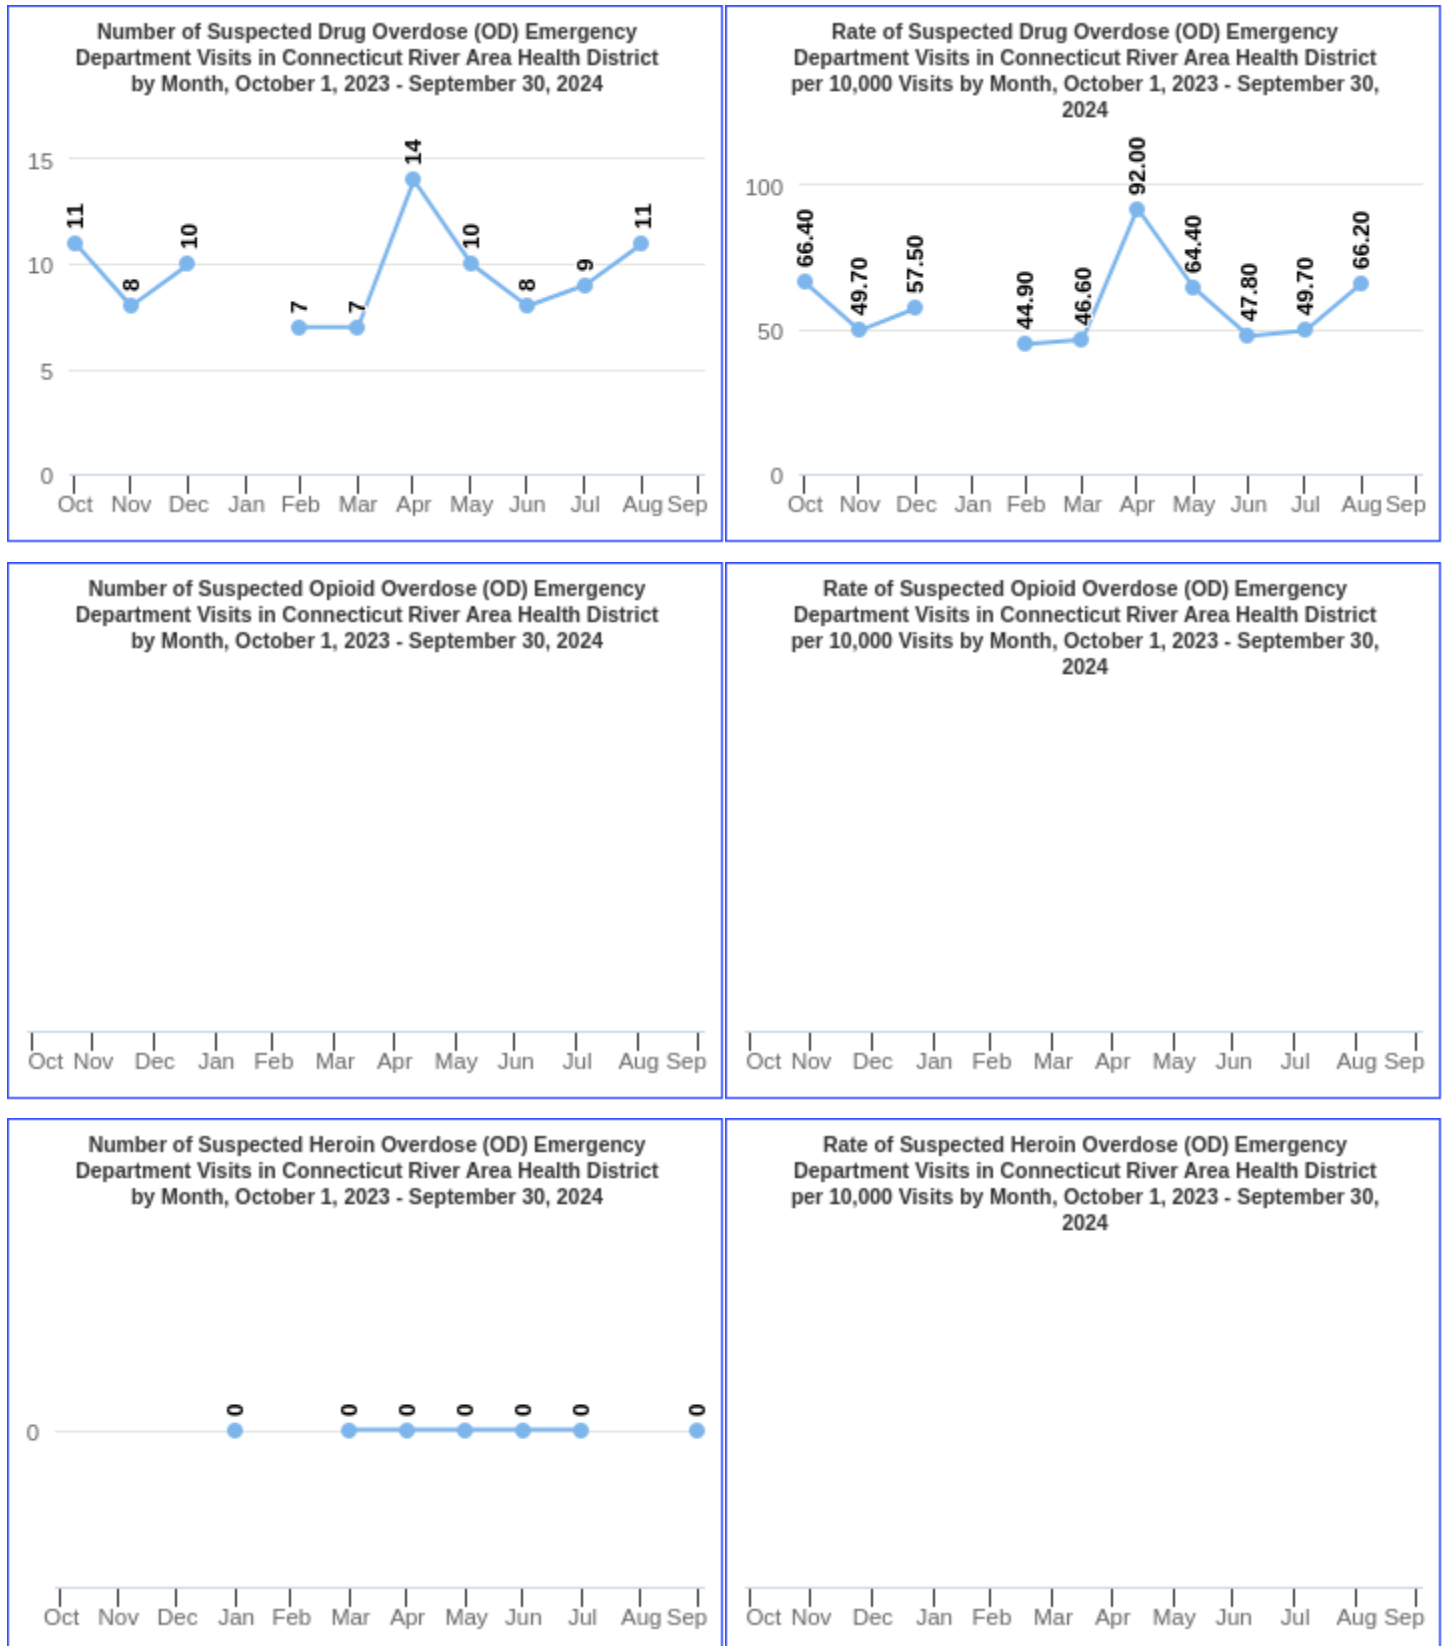 Number of Suspected Drug Overdose (OD) Emergency
Department Visits in Connecticut River Area Health District
by Month, October 1, 2023 - September 30, 2024
15
10
5
0
11
8
10
7
7
14
10
8
9
11
Oct Nov Dec Jan Feb Mar Apr May Jun Jul Aug Sep
Rate of Suspected Drug Overdose (OD) Emergency
Department Visits in Connecticut River Area Health District
per 10,000 Visits by Month, October 1, 2023 - September 30,
2024
100
50
0
66.40
49.70
57.50
44.90
46.60
92.00
64.40
47.80
49.70
66.20
Oct Nov Dec Jan Feb Mar Apr May Jun Jul Aug Sep
Number of Suspected Opioid Overdose (OD) Emergency
Department Visits in Connecticut River Area Health District
by Month, October 1, 2023 - September 30, 2024
Oct Nov Dec Jan Feb Mar Apr May Jun Jul Aug Sep
Rate of Suspected Opioid Overdose (OD) Emergency
Department Visits in Connecticut River Area Health District
per 10,000 Visits by Month, October 1, 2023 - September 30,
2024
Oct Nov Dec Jan Feb Mar Apr May Jun Jul Aug Sep
Number of Suspected Heroin Overdose (OD) Emergency
Department Visits in Connecticut River Area Health District
by Month, October 1, 2023 - September 30, 2024
0
0
0
0
0
0
0
0
Oct Nov Dec Jan Feb Mar Apr May Jun Jul Aug Sep
Rate of Suspected Heroin Overdose (OD) Emergency
Department Visits in Connecticut River Area Health District
per 10,000 Visits by Month, October 1, 2023 - September 30,
2024
Oct Nov Dec Jan Feb Mar Apr May Jun Jul Aug Sep